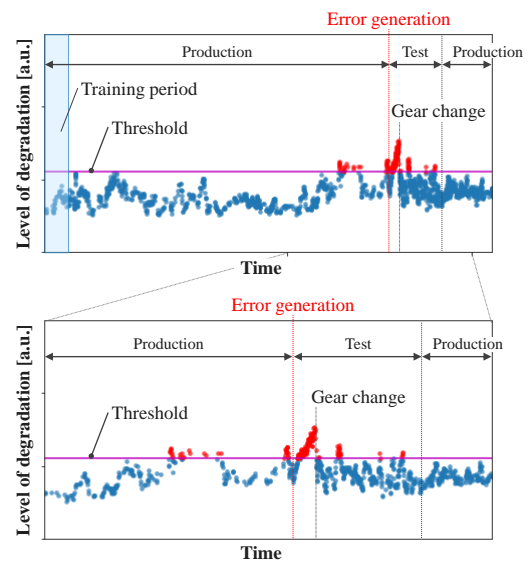 Error generation
Production
Test
Production
Training period
Gear change
Threshold
Level of degradation [a.u.]
Time
Error generation
Production
Test
Production
Threshold
Gear change
Level of degradation [a.u.]
Time